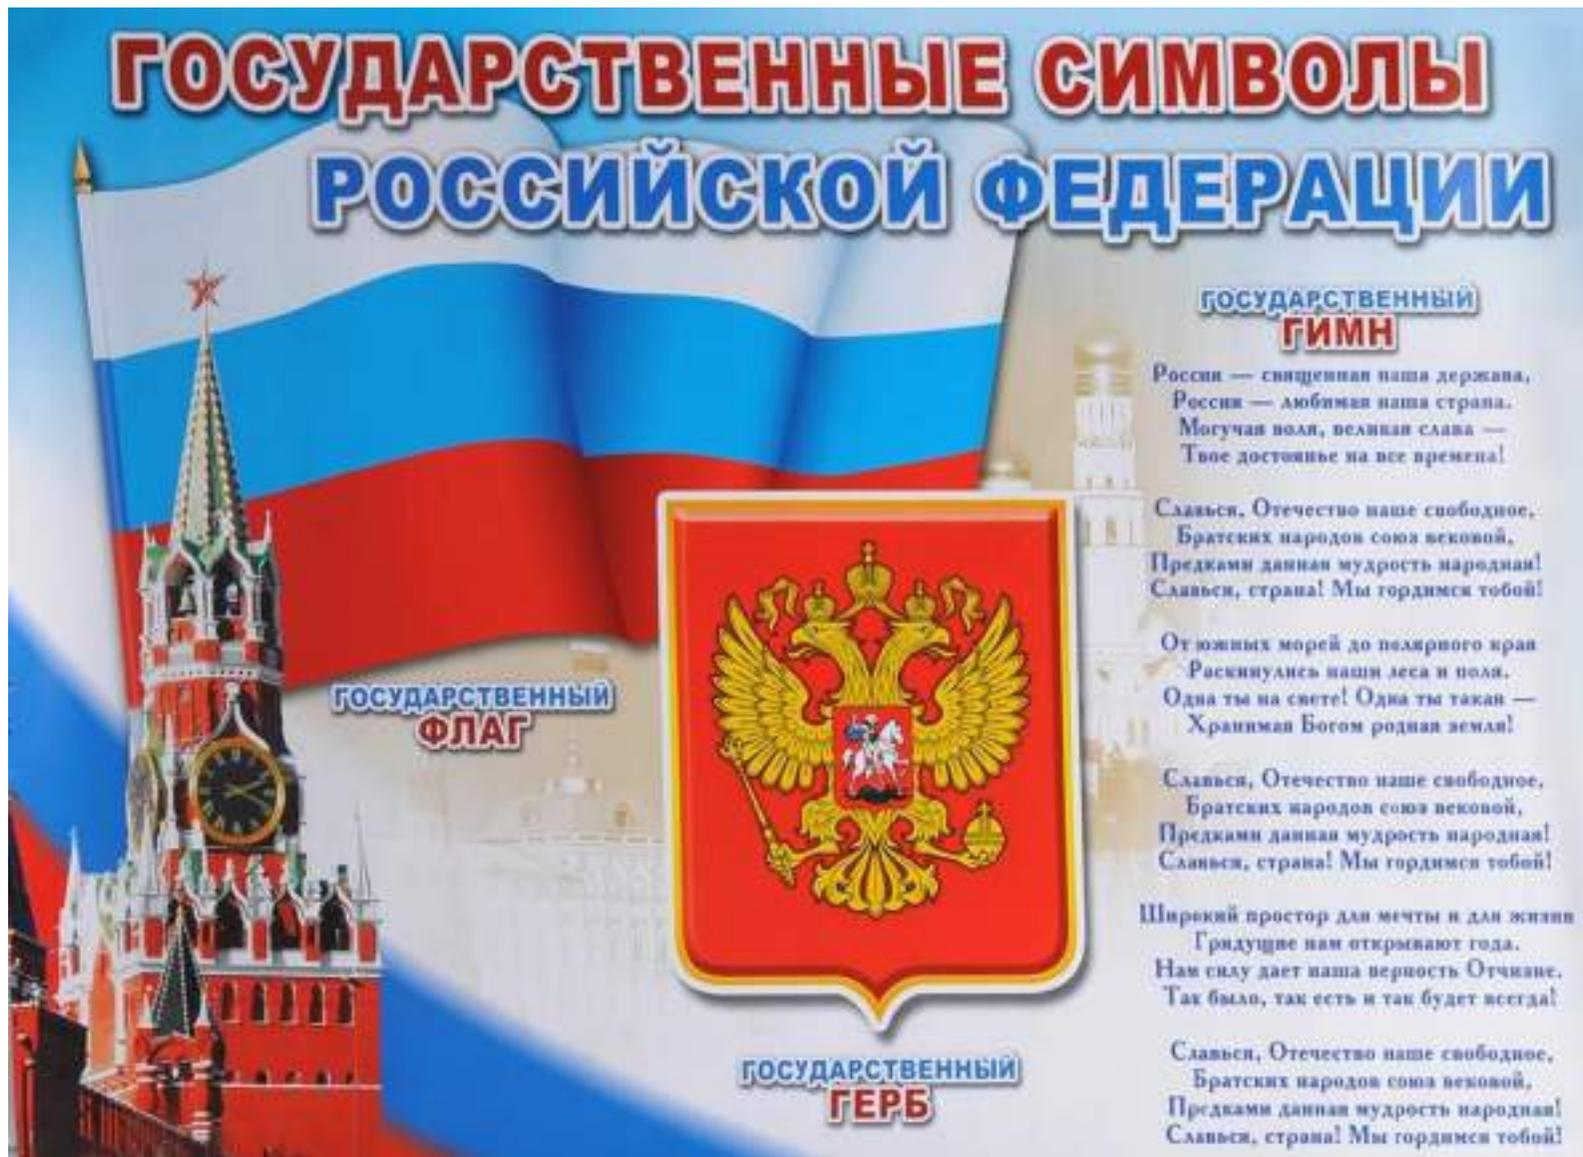 ГОСУДАРСТВЕННЫЕ СИМВОЛЫ
РОССИЙСКОЙ ФЕДЕРАЦИИ
ГОСУДАРСТВЕННЫЙ
ФЛАГ
ГОСУДАРСТВЕННЫЙ
ГЕРБ
ГОСУДАРСТВЕННЫЙ
ГИМН
Россия — священная наша держава,
Россия — любимая наша страна.
Могучая воля, великая слава —
Твое достоянье на все времена!
Славься, Отечество наше свободное,
Братских народов союз вековой,
Предками данная мудрость народная!
Славься, страна! Мы гордимся тобой!
От южных морей до полярного края
Раскинулись наши леса и поля.
Одна ты на свете! Одна ты такая —
Хранимая Богом родная земля!
Славься, Отечество наше свободное,
Братских народов союз вековой,
Предками данная мудрость народная!
Славься, страна! Мы гордимся тобой!
Широкий простор для мечты и для жизни
Грядущие нам открывают года.
Нам силу дает наша верность Отчизне.
Так было, так есть и так будет всегда!
Славься, Отечество наше свободное,
Братских народов союз вековой,
Предками данная мудрость народная!
Славься, страна! Мы гордимся тобой!